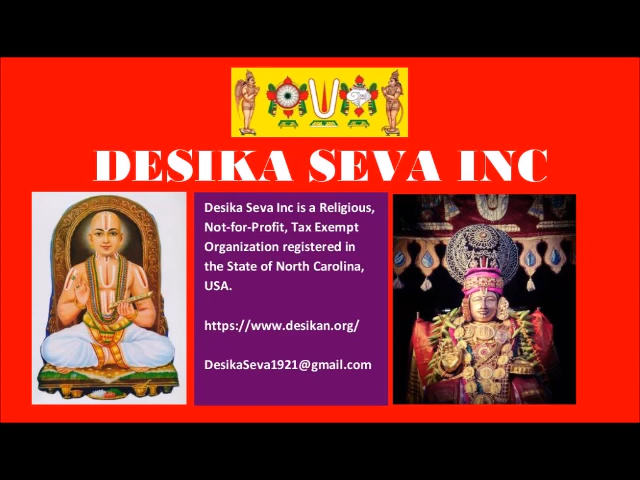 DESIKA SEVA INC
Desika Seva Inc is a Religious,
Not-for-Profit, Tax Exempt
Organization registered in
the State of North Carolina,
USA.
https://www.desikan.org/
DesikaSeva1921@gmail.com